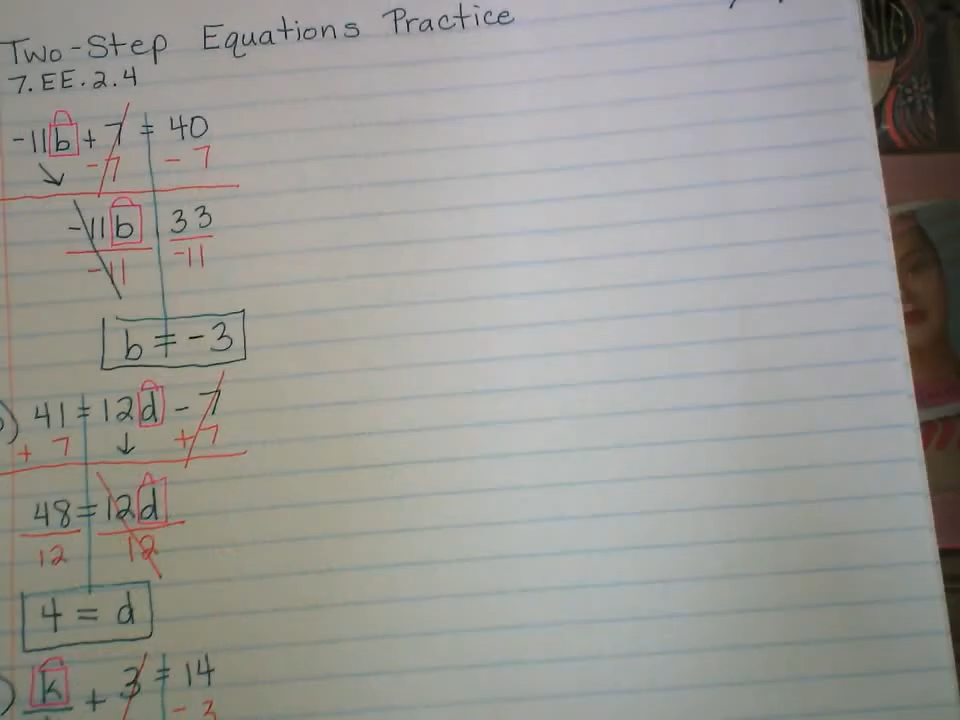 Two-Step Equations Practice
7.EE.2.4
-11b + 7 = 40
-7 - 7
-11b 33
-11 -11
b = -3
) 41 = 12d - 7
+ 7 +7
48 = 12d
12 12
4 = d
) k + 3 = 14
- 3